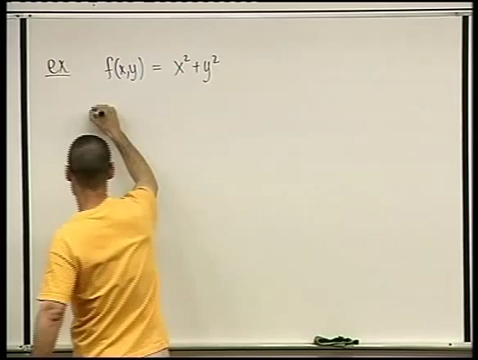 ex f(x,y) = x² + y²